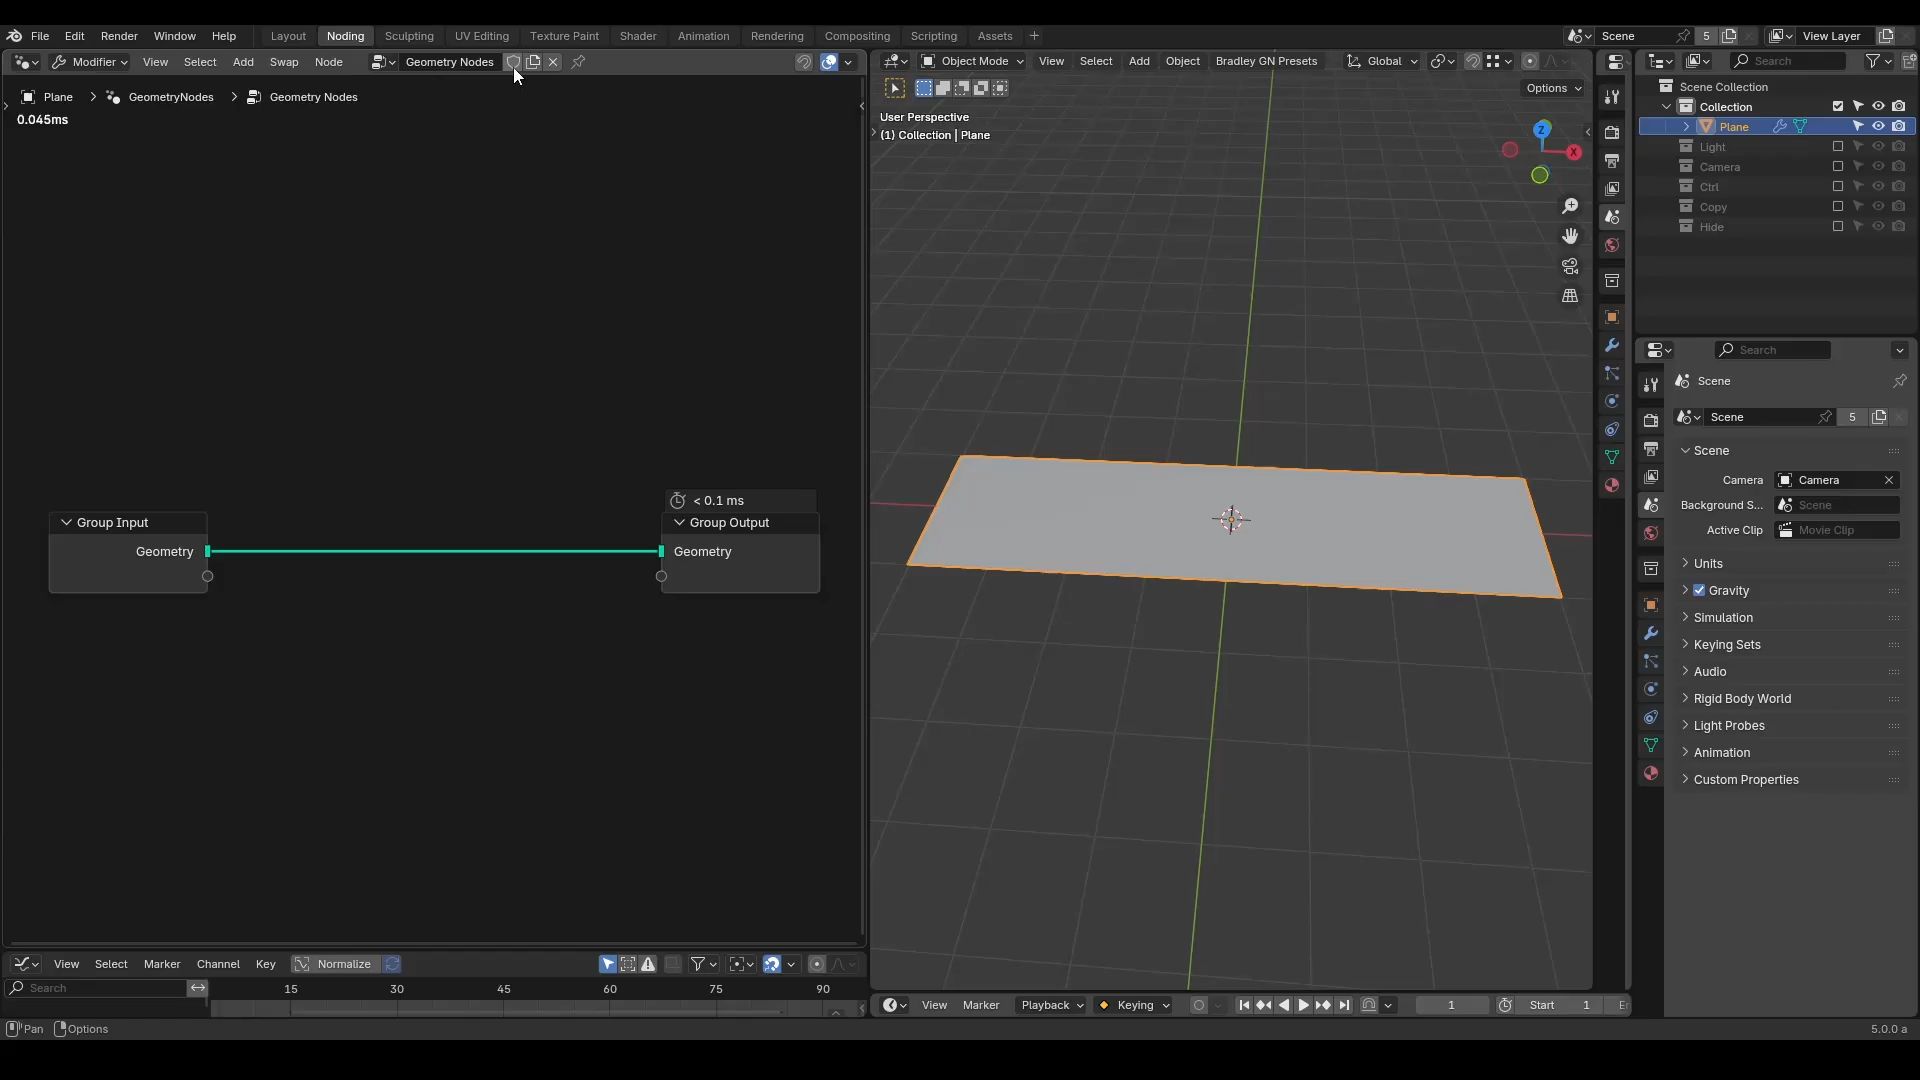 File Edit Render Window Help Layout Noding Sculpting UV Editing Texture Paint Shader Animation Rendering Compositing Scripting Assets + Scene 5 View Layer
Modifier View Select Add Swap Node Geometry Nodes
Plane > GeometryNodes > Geometry Nodes
0.045ms
< 0.1 ms
Group Input
Geometry
Group Output
Geometry
Object Mode View Select Add Object Bradley GN Presets Global
Options
User Perspective
(1) Collection | Plane
Z
X
Search
Scene Collection
Collection
Plane
Light
Camera
Ctrl
Copy
Hide
Search
Scene
Scene 5
Scene
Camera Camera
Background S... Scene
Active Clip Movie Clip
Units
Gravity
Simulation
Keying Sets
Audio
Rigid Body World
Light Probes
Animation
Custom Properties
View Select Marker Channel Key Normalize
Search 15 30 45 60 75 90
View Marker Playback Keying 1 Start 1
Pan Options
5.0.0 a